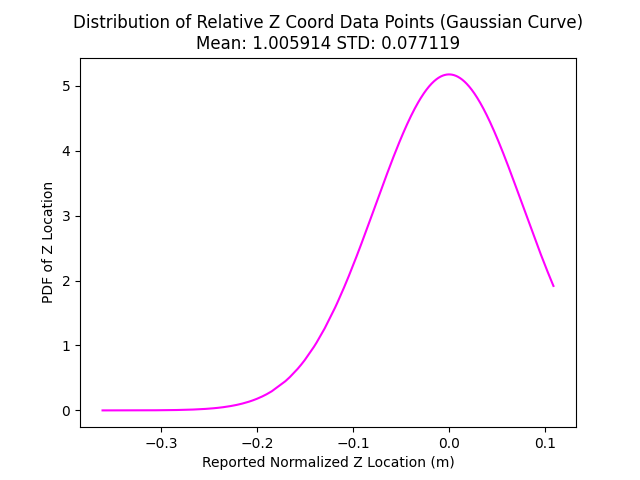 Distribution of Relative Z Coord Data Points (Gaussian Curve)
Mean: 1.005914 STD: 0.077119
5
4
3
2
1
0
PDF of Z Location
−0.3
−0.2
−0.1
0.0
0.1
Reported Normalized Z Location (m)